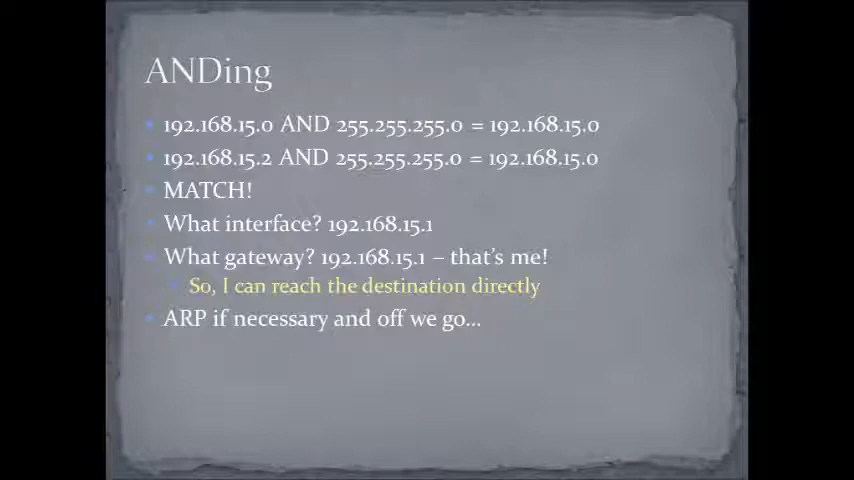 ANDing
192.168.15.0 AND 255.255.255.0 = 192.168.15.0
192.168.15.2 AND 255.255.255.0 = 192.168.15.0
MATCH!
What interface? 192.168.15.1
What gateway? 192.168.15.1 – that's me!
So, I can reach the destination directly
ARP if necessary and off we go...